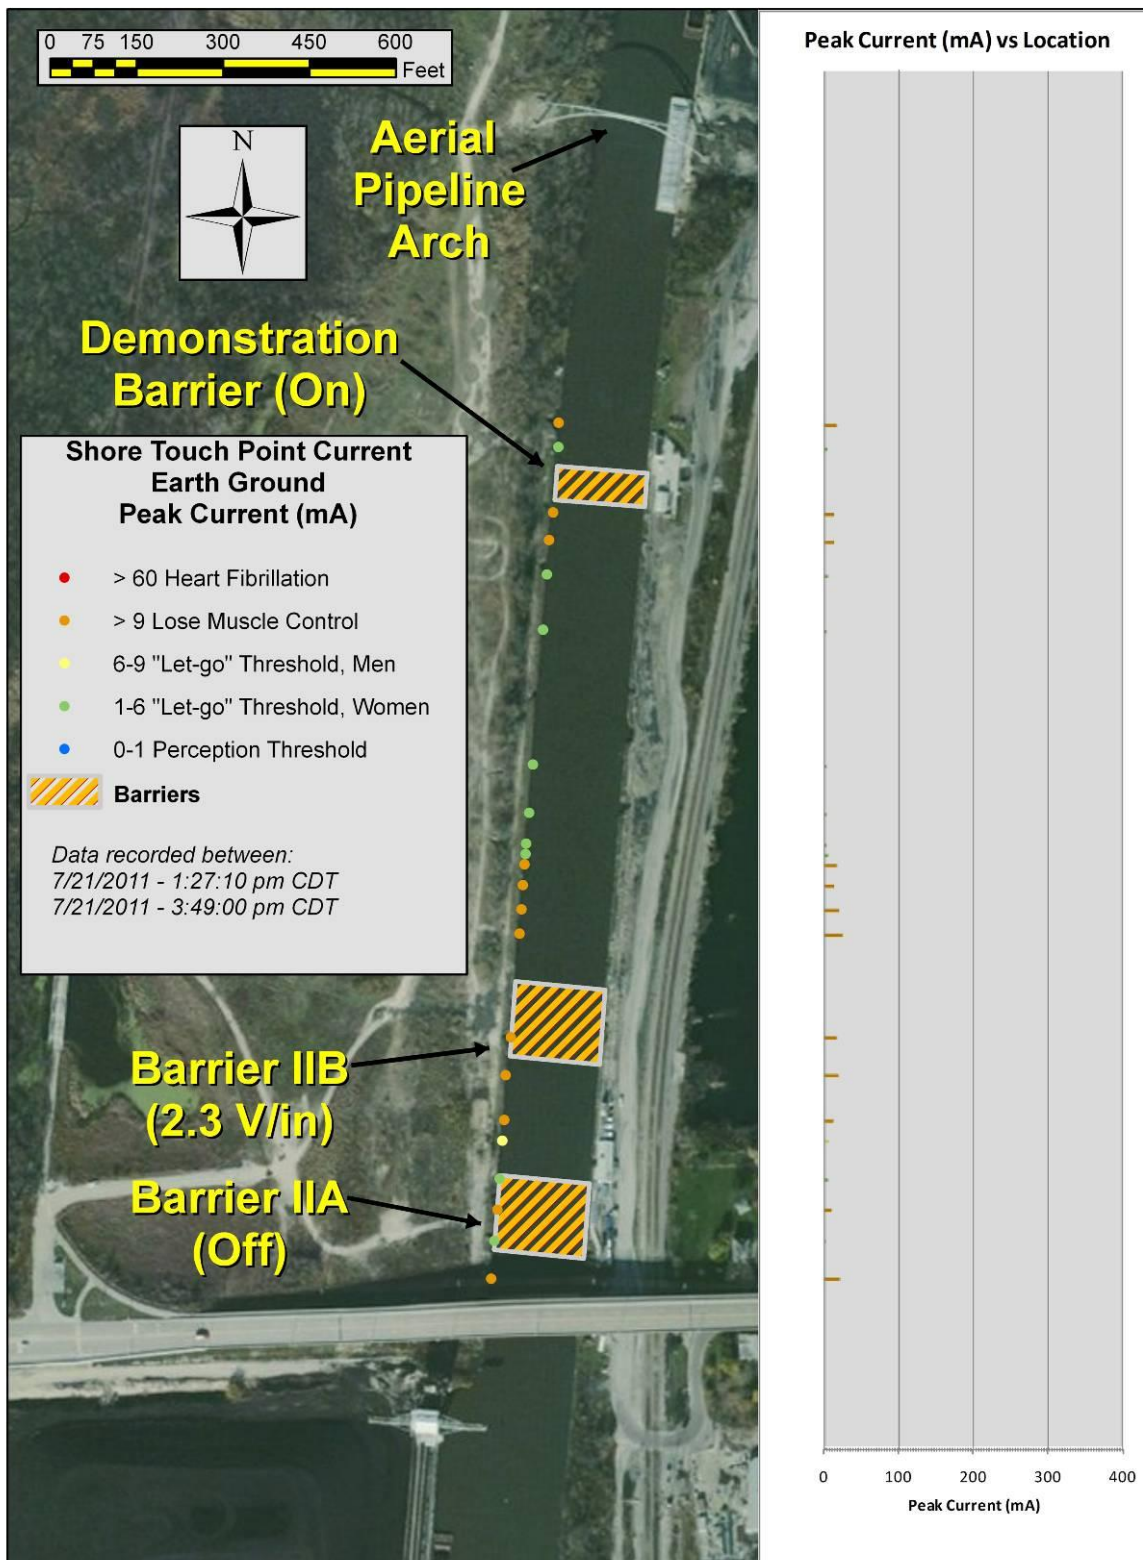 0 75 150 300 450 600
Feet
N
Aerial
Pipeline
Arch
Demonstration
Barrier (On)
Shore Touch Point Current
Earth Ground
Peak Current (mA)
> 60 Heart Fibrillation
> 9 Lose Muscle Control
6-9 "Let-go" Threshold, Men
1-6 "Let-go" Threshold, Women
0-1 Perception Threshold
Barriers
Data recorded between:
7/21/2011 - 1:27:10 pm CDT
7/21/2011 - 3:49:00 pm CDT
Barrier IIB
(2.3 V/in)
Barrier IIA
(Off)
Peak Current (mA) vs Location
0 100 200 300 400
Peak Current (mA)